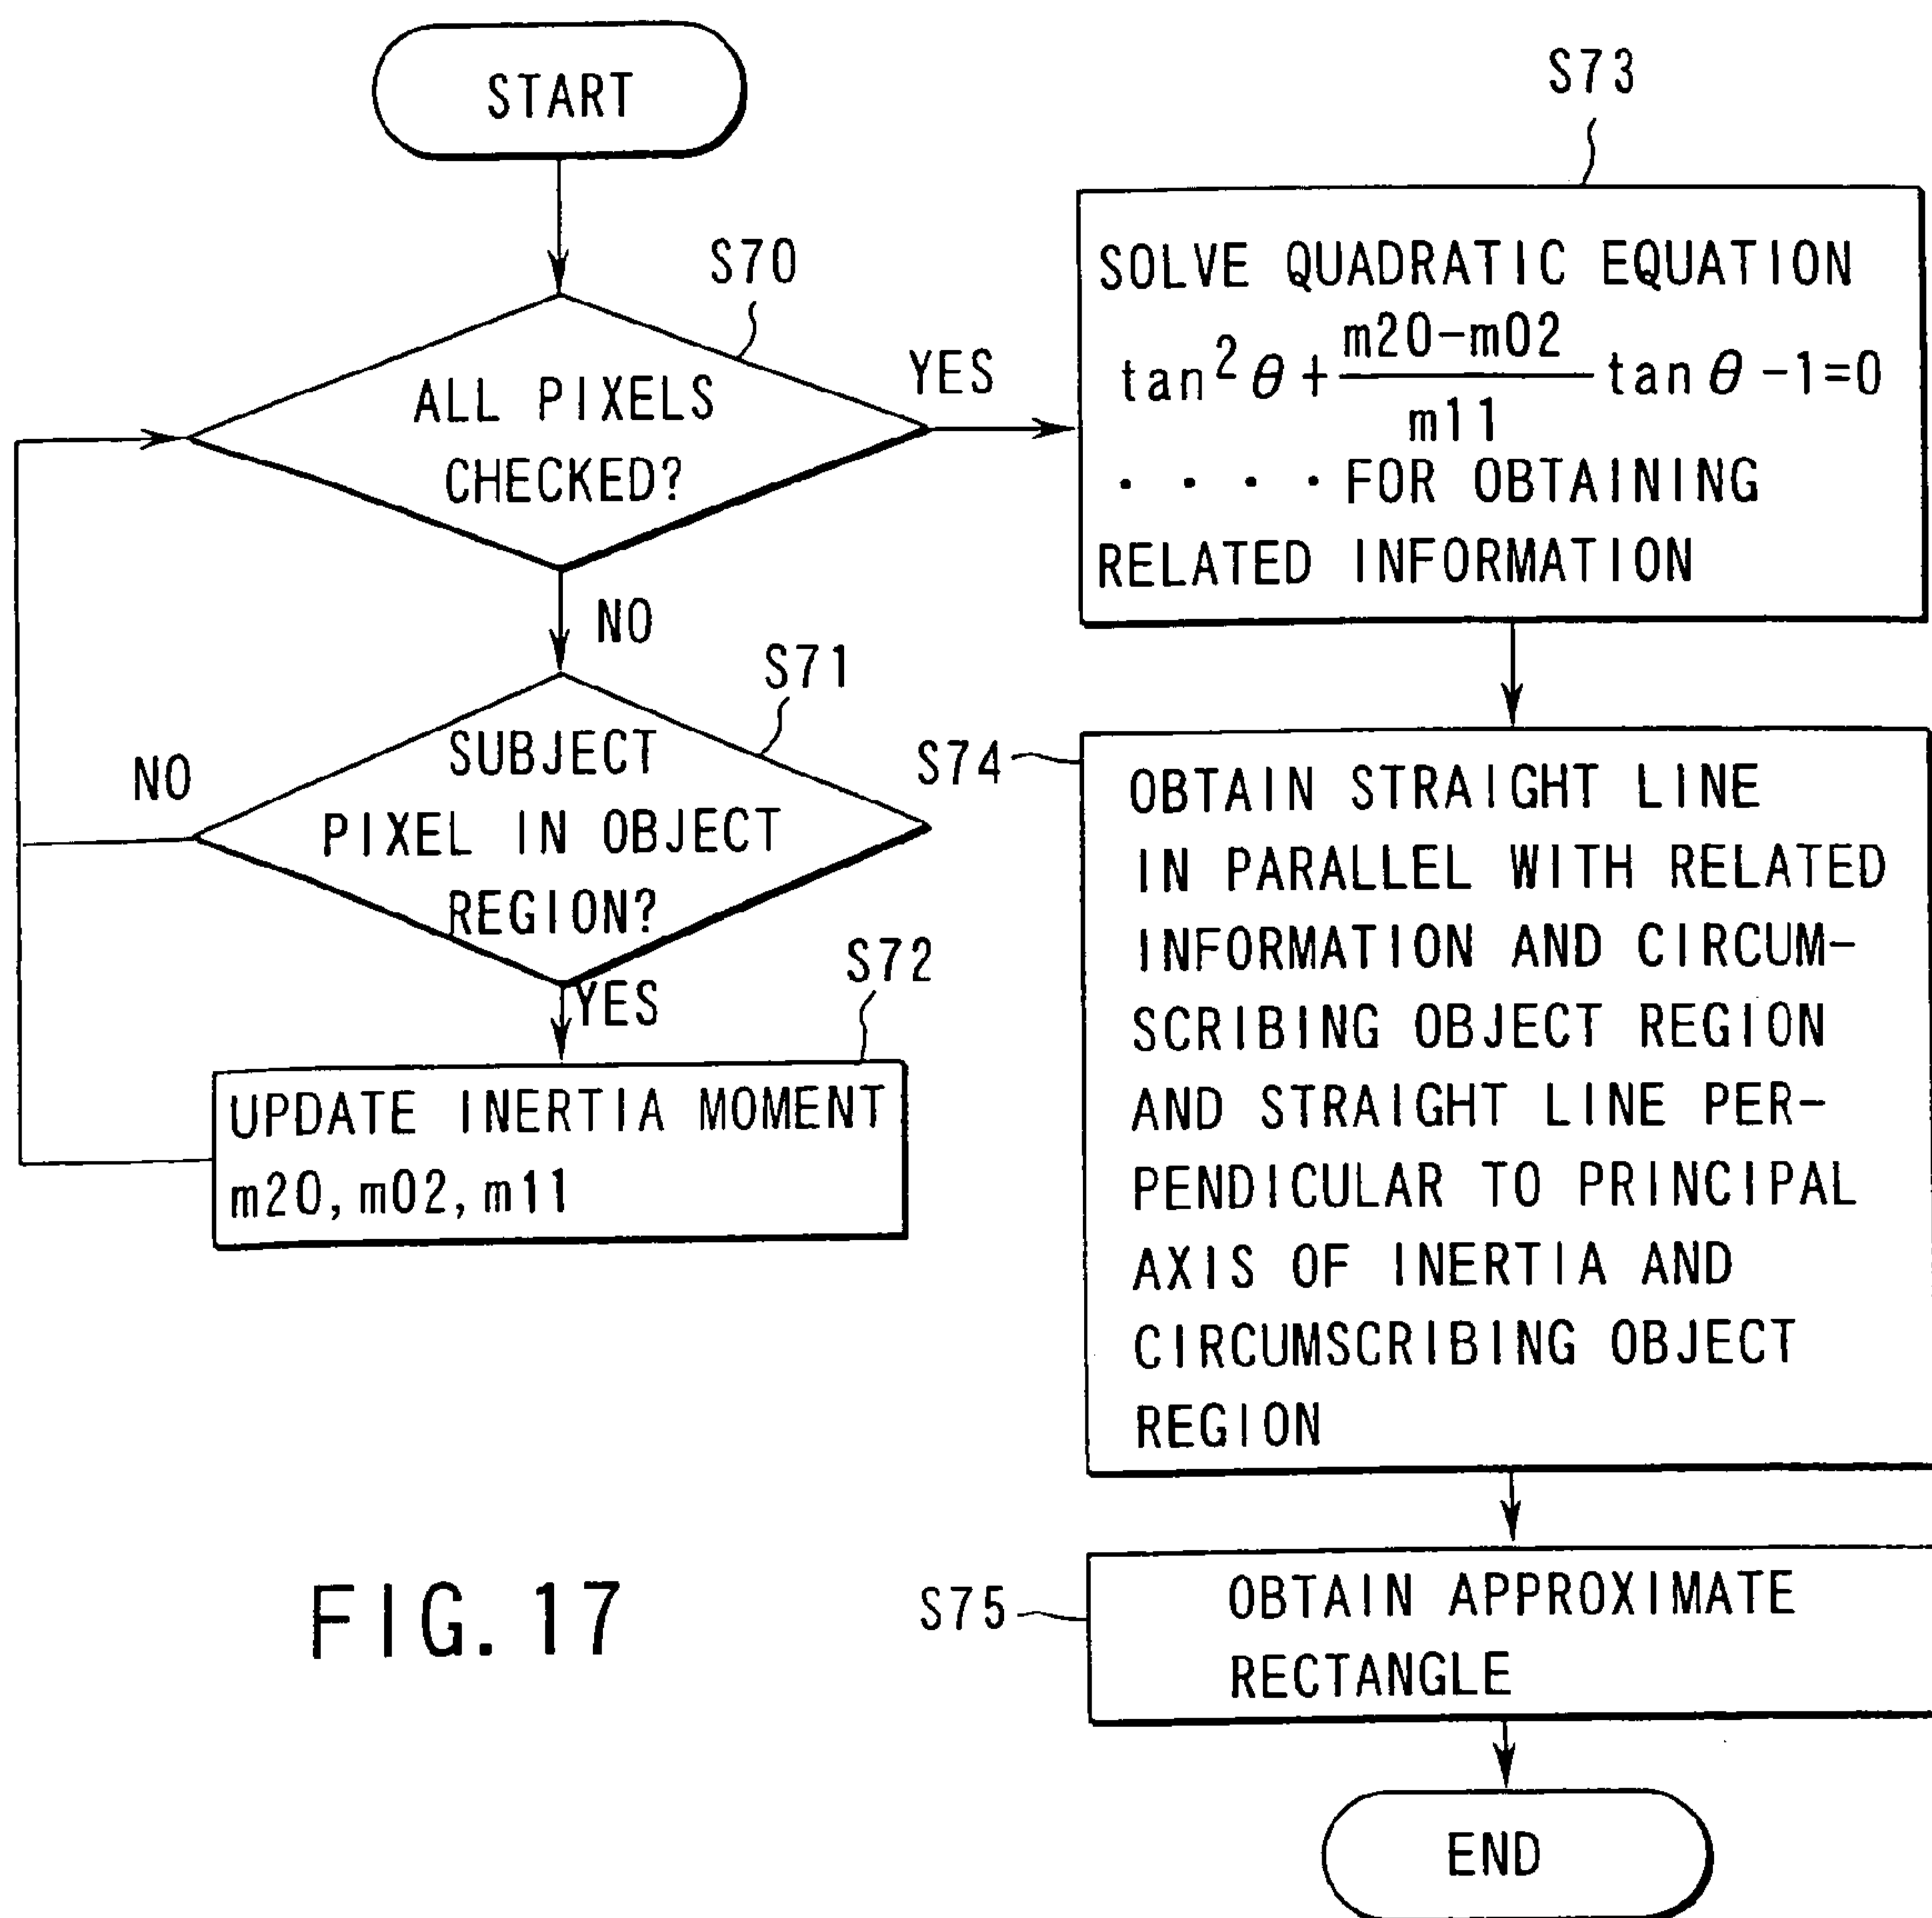 START
S70
ALL PIXELS
CHECKED?
YES
NO
S71
SUBJECT
PIXEL IN OBJECT
REGION?
NO
YES
S72
UPDATE INERTIA MOMENT
m20, m02, m11
S73
SOLVE QUADRATIC EQUATION
tan²θ + (m20-m02)/m11 tanθ -1=0
・・・・FOR OBTAINING
RELATED INFORMATION
S74
OBTAIN STRAIGHT LINE
IN PARALLEL WITH RELATED
INFORMATION AND CIRCUM-
SCRIBING OBJECT REGION
AND STRAIGHT LINE PER-
PENDICULAR TO PRINCIPAL
AXIS OF INERTIA AND
CIRCUMSCRIBING OBJECT
REGION
S75
OBTAIN APPROXIMATE
RECTANGLE
END
FIG. 17